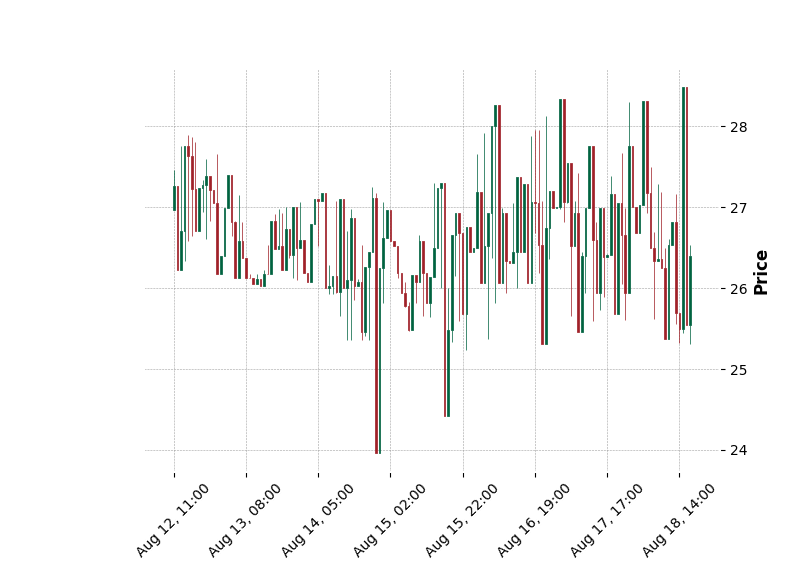 28
27
26
25
24
Price
Aug 12, 11:00
Aug 13, 08:00
Aug 14, 05:00
Aug 15, 02:00
Aug 15, 22:00
Aug 16, 19:00
Aug 17, 17:00
Aug 18, 14:00